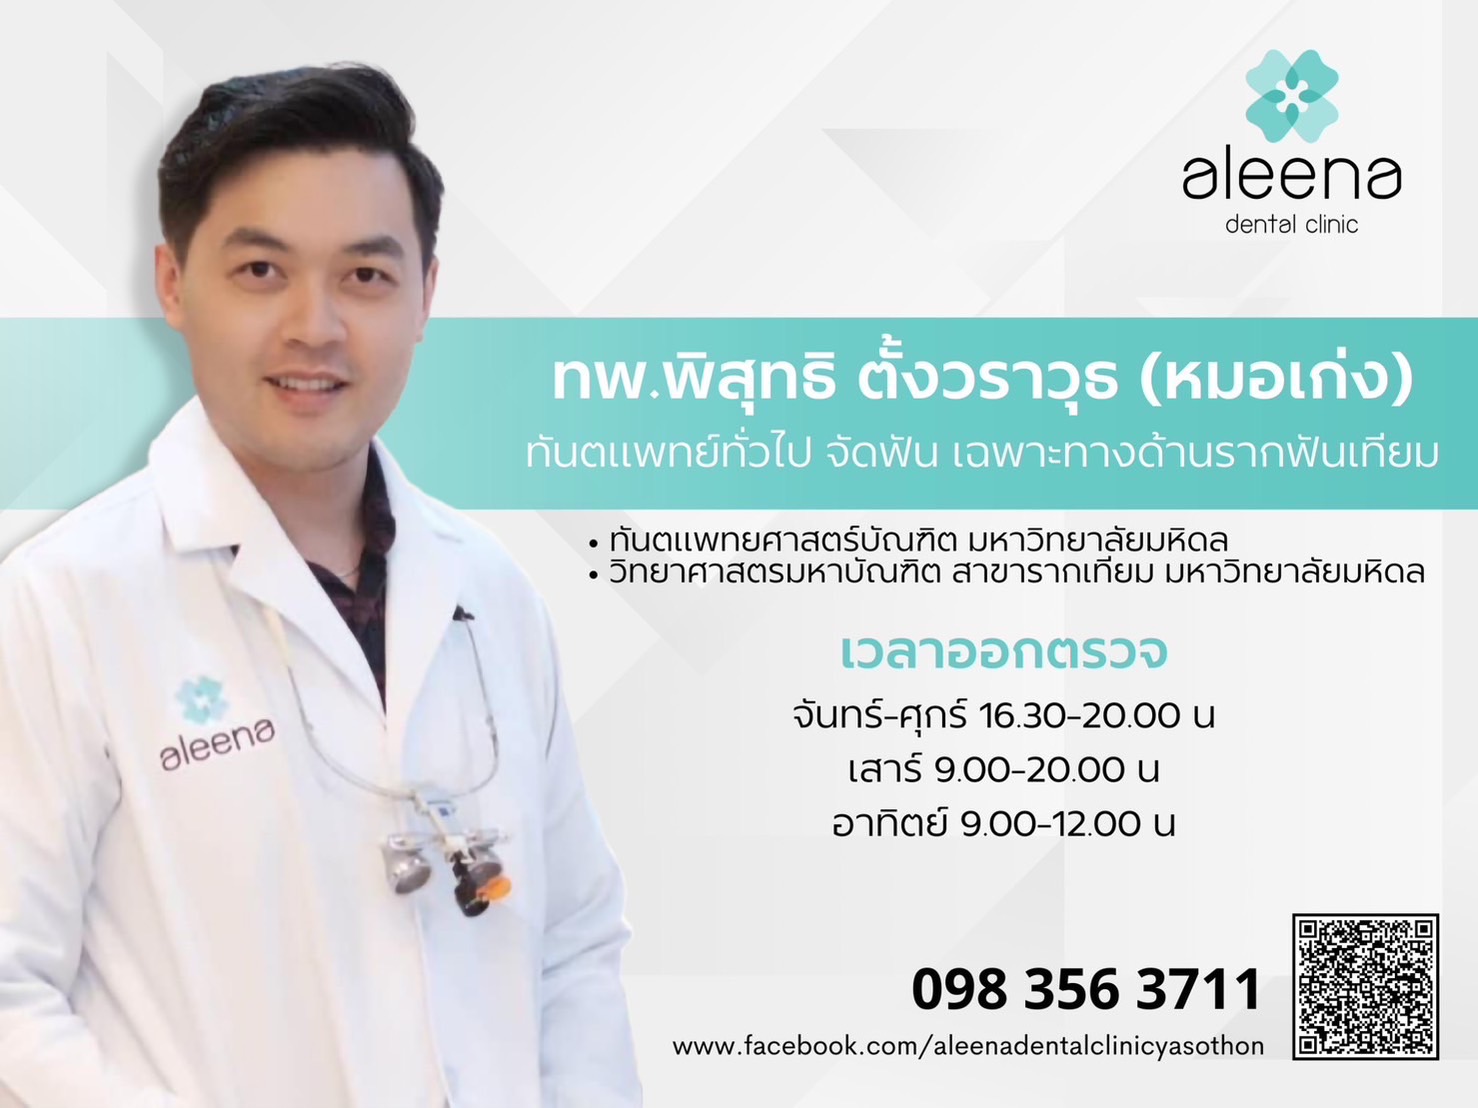 aleena
dental clinic
ทพ.พิสุทธิ ตั้งวราวุธ (หมอเก่ง)
ทันตแพทย์ทั่วไป จัดฟัน เฉพาะทางด้านรากฟันเทียม
• ทันตแพทยศาสตร์บัณฑิต มหาวิทยาลัยมหิดล
• วิทยาศาสตรมหาบัณฑิต สาขารากเทียม มหาวิทยาลัยมหิดล
เวลาออกตรวจ
จันทร์-ศุกร์ 16.30-20.00 น
เสาร์ 9.00-20.00 น
อาทิตย์ 9.00-12.00 น
aleena
098 356 3711
www.facebook.com/aleenadentalclinicyasothon